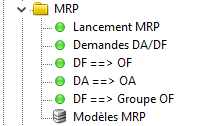 MRP
Lancement MRP
Demandes DA/DF
DF ==> OF
DA ==> OA
DF ==> Groupe OF
Modèles MRP